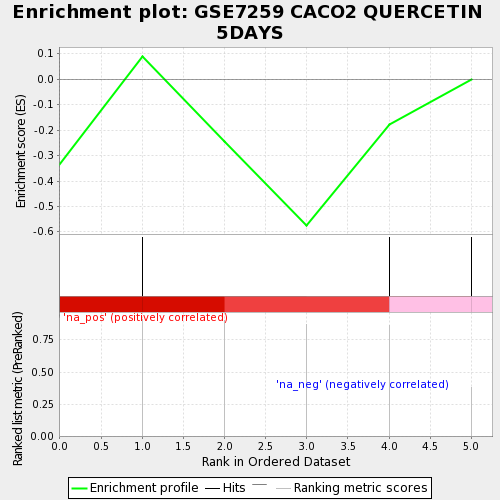 Enrichment plot: GSE7259 CACO2 QUERCETIN
5DAYS
Enrichment score (ES)
0.1
0.0
-0.1
-0.2
-0.3
-0.4
-0.5
-0.6
'na_pos' (positively correlated)
Ranked list metric (PreRanked)
0.75
0.50
0.25
0.00
'na_neg' (negatively correlated)
0.0 0.5 1.0 1.5 2.0 2.5 3.0 3.5 4.0 4.5 5.0
Rank in Ordered Dataset
Enrichment profile Hits Ranking metric scores